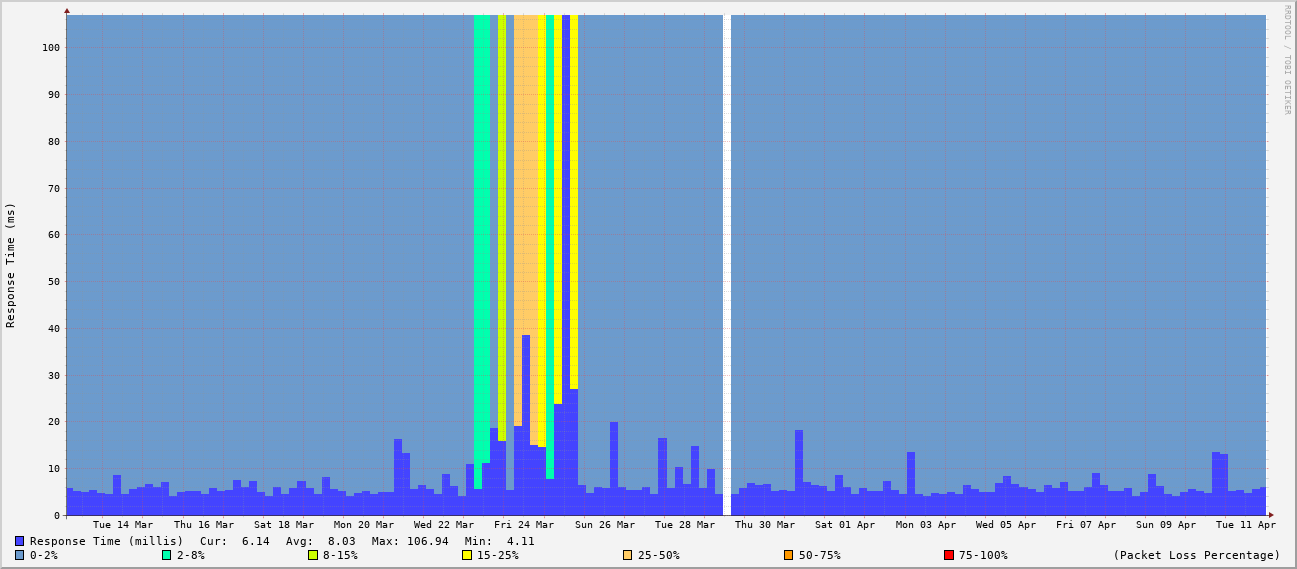 RRDTOOL / TOBI OETIKER
Response Time (ms)
100
90
80
70
60
50
40
30
20
10
0
Tue 14 Mar Thu 16 Mar Sat 18 Mar Mon 20 Mar Wed 22 Mar Fri 24 Mar Sun 26 Mar Tue 28 Mar Thu 30 Mar Sat 01 Apr Mon 03 Apr Wed 05 Apr Fri 07 Apr Sun 09 Apr Tue 11 Apr
Response Time (millis) Cur: 6.14 Avg: 8.03 Max: 106.94 Min: 4.11
0-2% 2-8% 8-15% 15-25% 25-50% 50-75% 75-100% (Packet Loss Percentage)